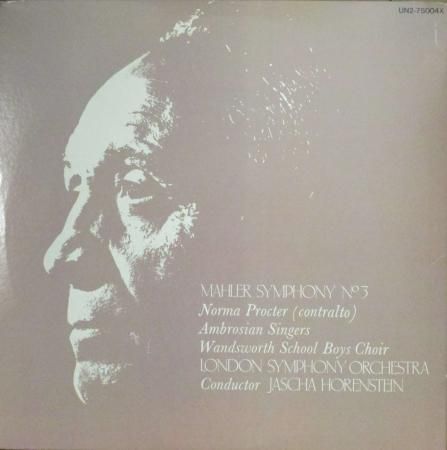 UN2-75004X
MAHLER SYMPHONY Nº3
Norma Procter (contralto)
Ambrosian Singers
Wandsworth School Boys Choir
LONDON SYMPHONY ORCHESTRA
Conductor JASCHA HORENSTEIN